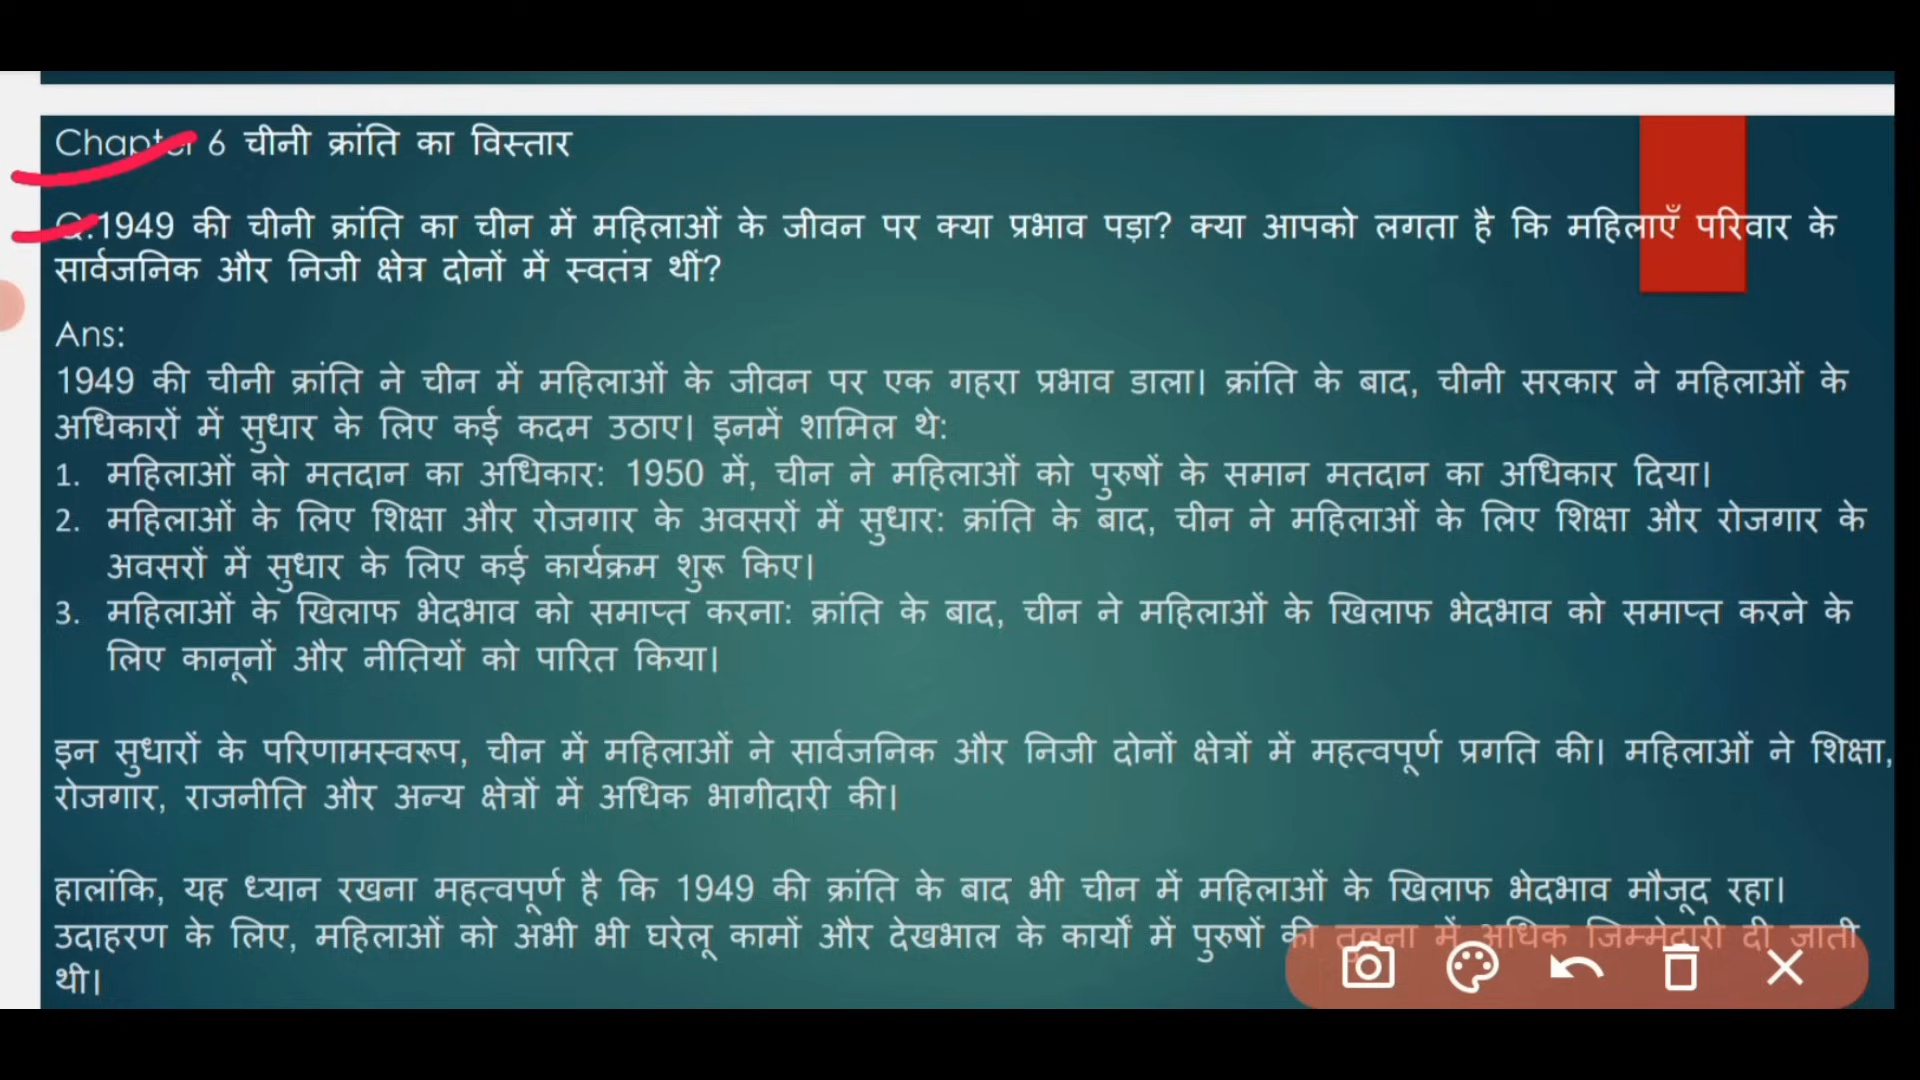 Chapter 6 चीनी क्रांति का विस्तार
Q.1949 की चीनी क्रांति का चीन में महिलाओं के जीवन पर क्या प्रभाव पड़ा? क्या आपको लगता है कि महिलाएँ परिवार के
सार्वजनिक और निजी क्षेत्र दोनों में स्वतंत्र थीं?
Ans:
1949 की चीनी क्रांति ने चीन में महिलाओं के जीवन पर एक गहरा प्रभाव डाला। क्रांति के बाद, चीनी सरकार ने महिलाओं के
अधिकारों में सुधार के लिए कई कदम उठाए। इनमें शामिल थे:
1. महिलाओं को मतदान का अधिकार: 1950 में, चीन ने महिलाओं को पुरुषों के समान मतदान का अधिकार दिया।
2. महिलाओं के लिए शिक्षा और रोजगार के अवसरों में सुधार: क्रांति के बाद, चीन ने महिलाओं के लिए शिक्षा और रोजगार के
अवसरों में सुधार के लिए कई कार्यक्रम शुरू किए।
3. महिलाओं के खिलाफ भेदभाव को समाप्त करना: क्रांति के बाद, चीन ने महिलाओं के खिलाफ भेदभाव को समाप्त करने के
लिए कानूनों और नीतियों को पारित किया।
इन सुधारों के परिणामस्वरूप, चीन में महिलाओं ने सार्वजनिक और निजी दोनों क्षेत्रों में महत्वपूर्ण प्रगति की। महिलाओं ने शिक्षा,
रोजगार, राजनीति और अन्य क्षेत्रों में अधिक भागीदारी की।
हालांकि, यह ध्यान रखना महत्वपूर्ण है कि 1949 की क्रांति के बाद भी चीन में महिलाओं के खिलाफ भेदभाव मौजूद रहा।
उदाहरण के लिए, महिलाओं को अभी भी घरेलू कामों और देखभाल के कार्यों में पुरुषों की तुलना में अधिक जिम्मेदारी दी जाती
थी।